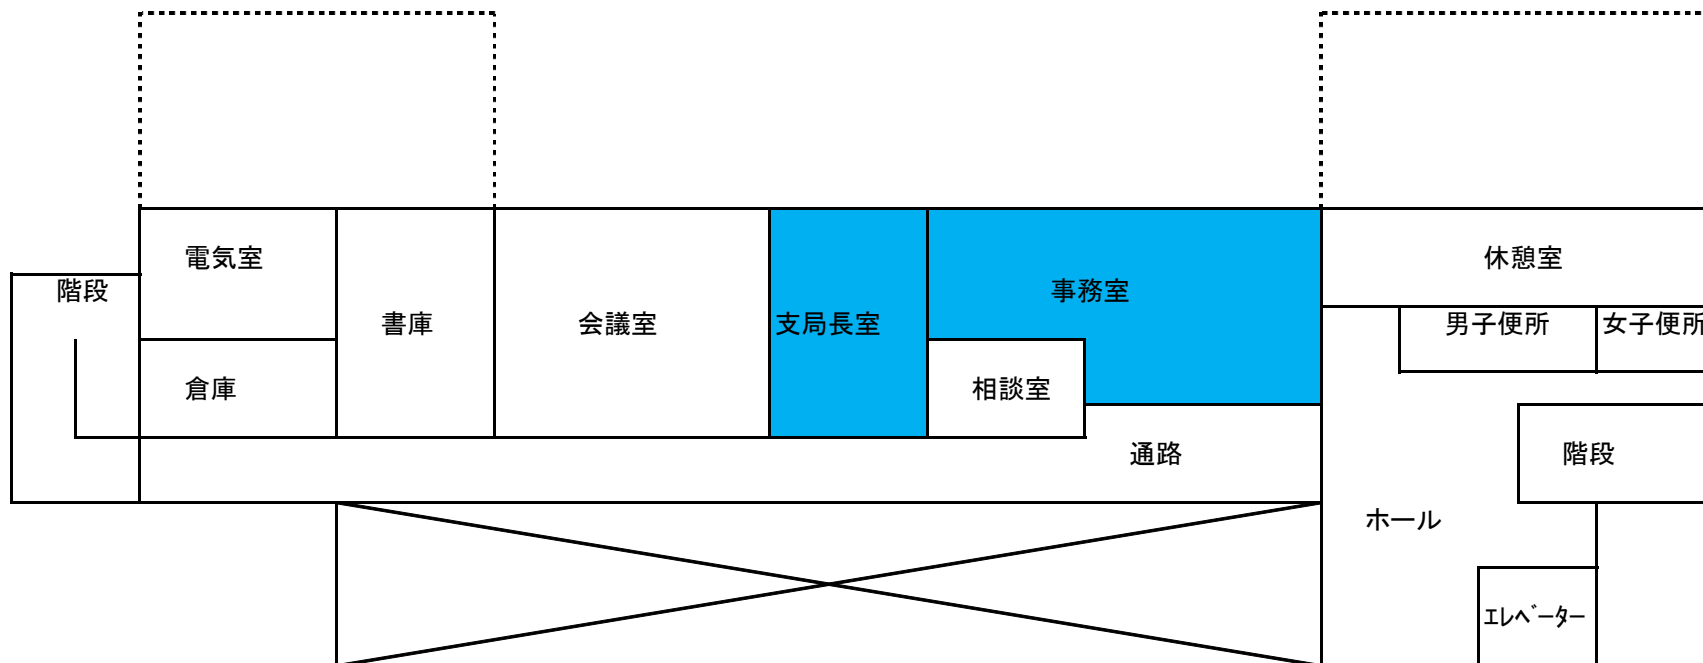 電気室
休憩室
階段
事務室
書庫
会議室
支局長室
男子便所
女子便所
倉庫
相談室
通路
階段
ホール
エレベーター